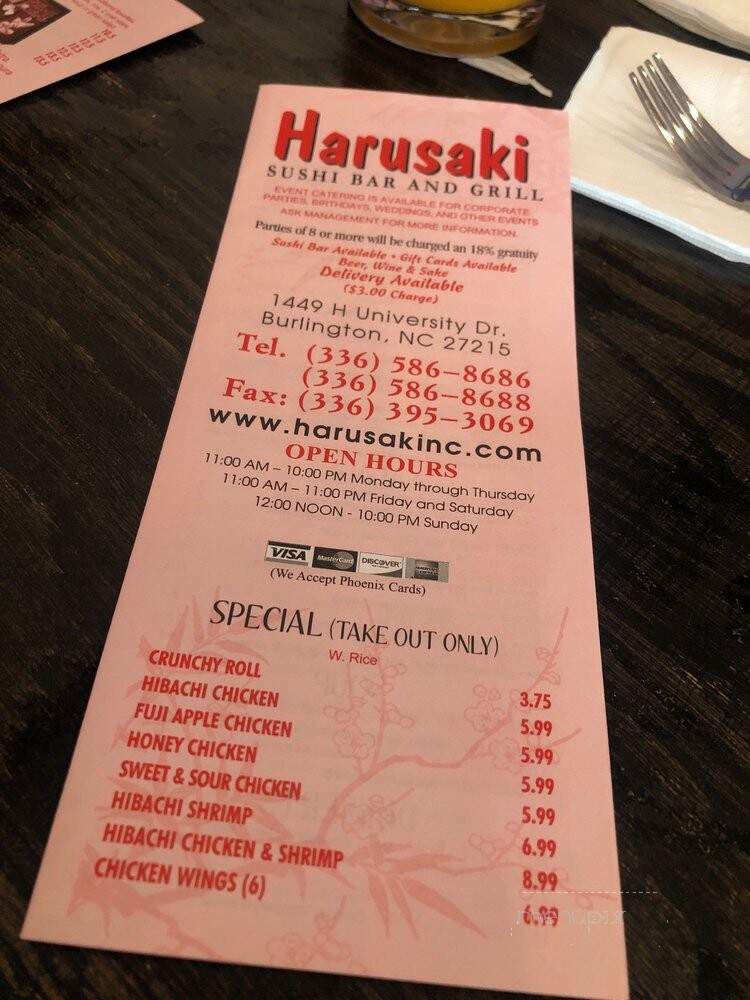 Harusaki
SUSHI BAR AND GRILL
EVENT CATERING IS AVAILABLE FOR CORPORATE
PARTIES, BIRTHDAYS, WEDDINGS, AND OTHER EVENTS
ASK MANAGEMENT FOR MORE INFORMATION.
Parties of 8 or more will be charged an 18% gratuity
Sushi Bar Available • Gift Cards Available
Beer, Wine & Sake
Delivery Available
($3.00 Charge)
1449 H University Dr.
Burlington, NC 27215
Tel. (336) 586-8686
(336) 586-8688
Fax: (336) 395-3069
www.harusakinc.com
OPEN HOURS
11:00 AM – 10:00 PM Monday through Thursday
11:00 AM – 11:00 PM Friday and Saturday
12:00 NOON - 10:00 PM Sunday
VISA MasterCard DISCOVER
(We Accept Phoenix Cards)
SPECIAL (TAKE OUT ONLY)
W. Rice
CRUNCHY ROLL 3.75
HIBACHI CHICKEN 5.99
FUJI APPLE CHICKEN 5.99
HONEY CHICKEN 5.99
SWEET & SOUR CHICKEN 5.99
HIBACHI SHRIMP 6.99
HIBACHI CHICKEN & SHRIMP 8.99
CHICKEN WINGS (6) 6.99
menupix